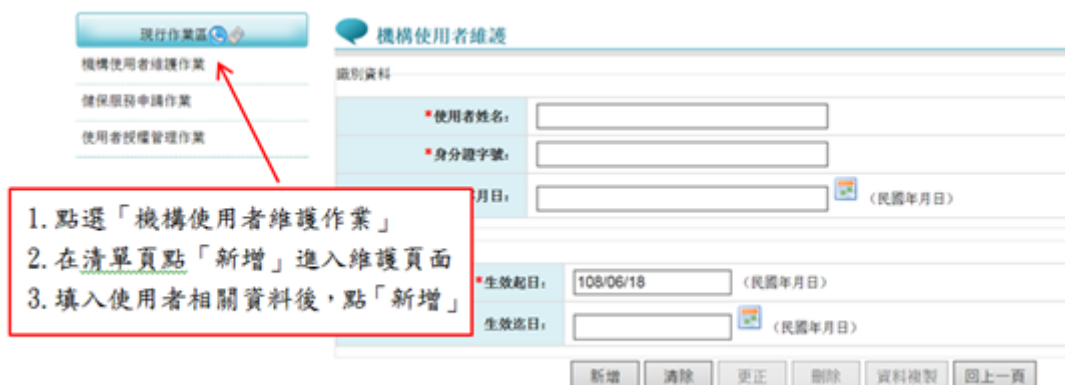 現行作業區
機構使用者維護作業
健保服務申請作業
使用者授權管理作業
機構使用者維護
識別資料
*使用者姓名:
*身分證字號:
月日:
(民國年月日)
1.點選「機構使用者維護作業」
2.在清單頁點「新增」進入維護頁面
3.填入使用者相關資料後,點「新增」
*生效起日:
108/06/18
(民國年月日)
生效迄日:
(民國年月日)
新增
清除
更正
刪除
資料複製
回上一頁